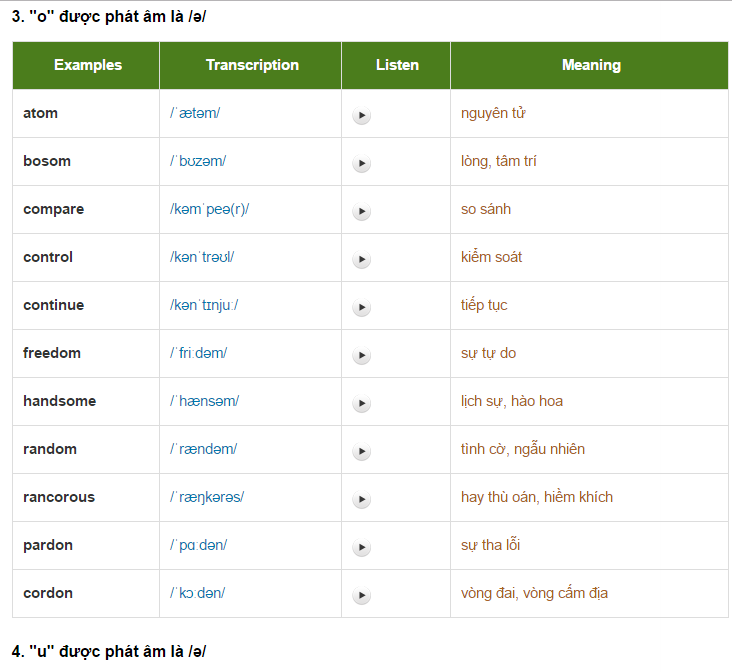 3. "o" được phát âm là /ə/
Examples Transcription Listen Meaning
atom /ˈætəm/ nguyên tử
bosom /ˈbʊzəm/ lòng, tâm trí
compare /kəmˈpeə(r)/ so sánh
control /kənˈtrəʊl/ kiểm soát
continue /kənˈtɪnjuː/ tiếp tục
freedom /ˈfriːdəm/ sự tự do
handsome /ˈhænsəm/ lịch sự, hào hoa
random /ˈrændəm/ tình cờ, ngẫu nhiên
rancorous /ˈræŋkərəs/ hay thù oán, hiềm khích
pardon /ˈpɑːdən/ sự tha lỗi
cordon /ˈkɔːdən/ vòng đai, vòng cấm địa
4. "u" được phát âm là /ə/